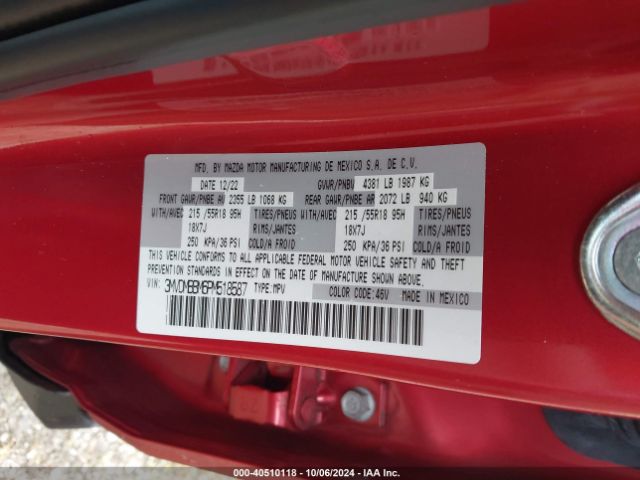 MFD. BY MAZDA MOTOR MANUFACTURING DE MEXICO S.A. DE C.V.
DATE 12/22 GVWR/PNBV 4381 LB 1987 KG
FRONT GAWR/PNBE AV 2355 LB 1068 KG REAR GAWR/PNBE AR 2072 LB 940 KG
WITH/AVEC 215 /55R18 95H TIRES/PNEUS WITH/AVEC 215 /55R18 95H TIRES/PNEUS
18X7J RIMS/JANTES 18X7J RIMS/JANTES
250 KPA/36 PSI COLD/A FROID 250 KPA/36 PSI COLD/A FROID
THIS VEHICLE CONFORMS TO ALL APPLICABLE FEDERAL MOTOR VEHICLE SAFETY AND THEFT
PREVENTION STANDARDS IN EFFECT ON THE DATE OF MANUFACTURE SHOWN ABOVE.
VIN: TYPE: MPV COLOR CODE: 46V MADE IN MEXICO
000-40510118 - 10/06/2024 - IAA Inc.